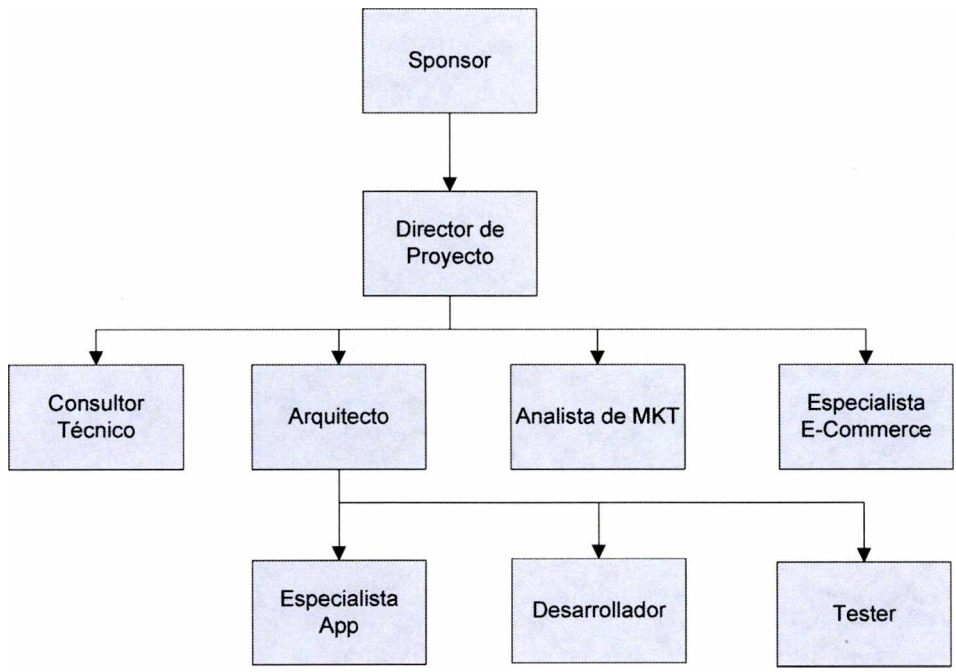 Sponsor
Director de
Proyecto
Consultor
Técnico
Arquitecto
Analista de MKT
Especialista
E-Commerce
Especialista
App
Desarrollador
Tester